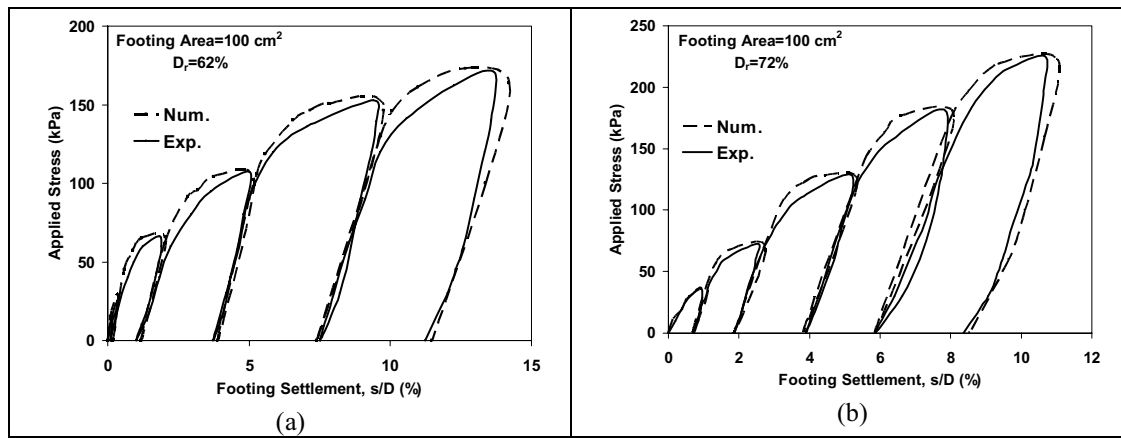 Footing Area=100 cm²
Dr=62%
Num.
Exp.
200
150
100
50
0
Applied Stress (kPa)
0 5 10 15
Footing Settlement, s/D (%)
(a)
Footing Area=100 cm²
Dr=72%
Num.
Exp.
250
200
150
100
50
0
Applied Stress (kPa)
0 2 4 6 8 10 12
Footing Settlement, s/D (%)
(b)